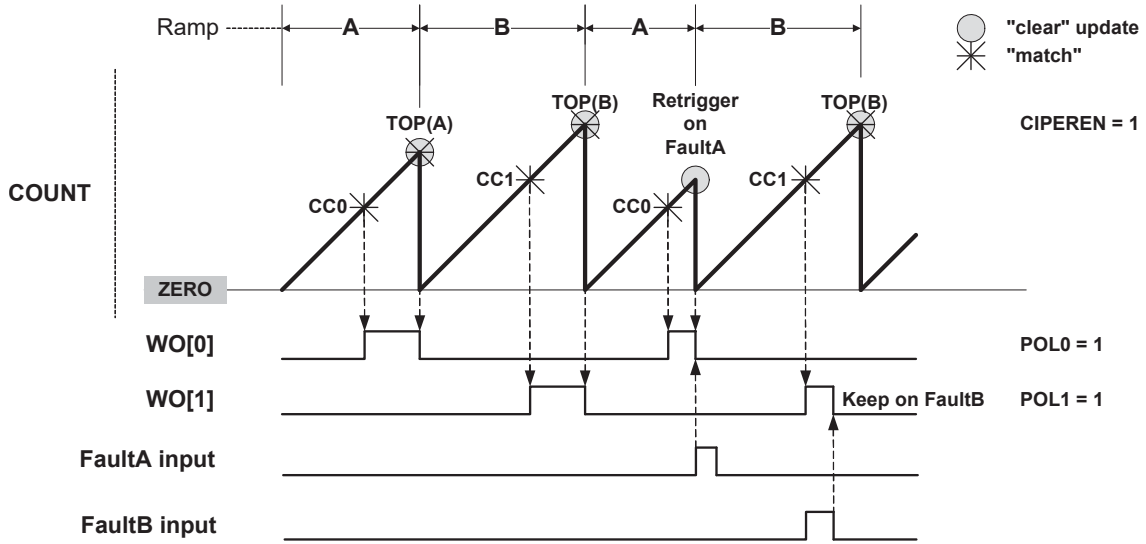 Ramp A B A B
"clear" update
"match"
TOP(A)
TOP(B)
Retrigger
on
FaultA
TOP(B)
CIPEREN = 1
COUNT
CC0
CC1
CC0
CC1
ZERO
WO[0]
POL0 = 1
WO[1]
Keep on FaultB
POL1 = 1
FaultA input
FaultB input